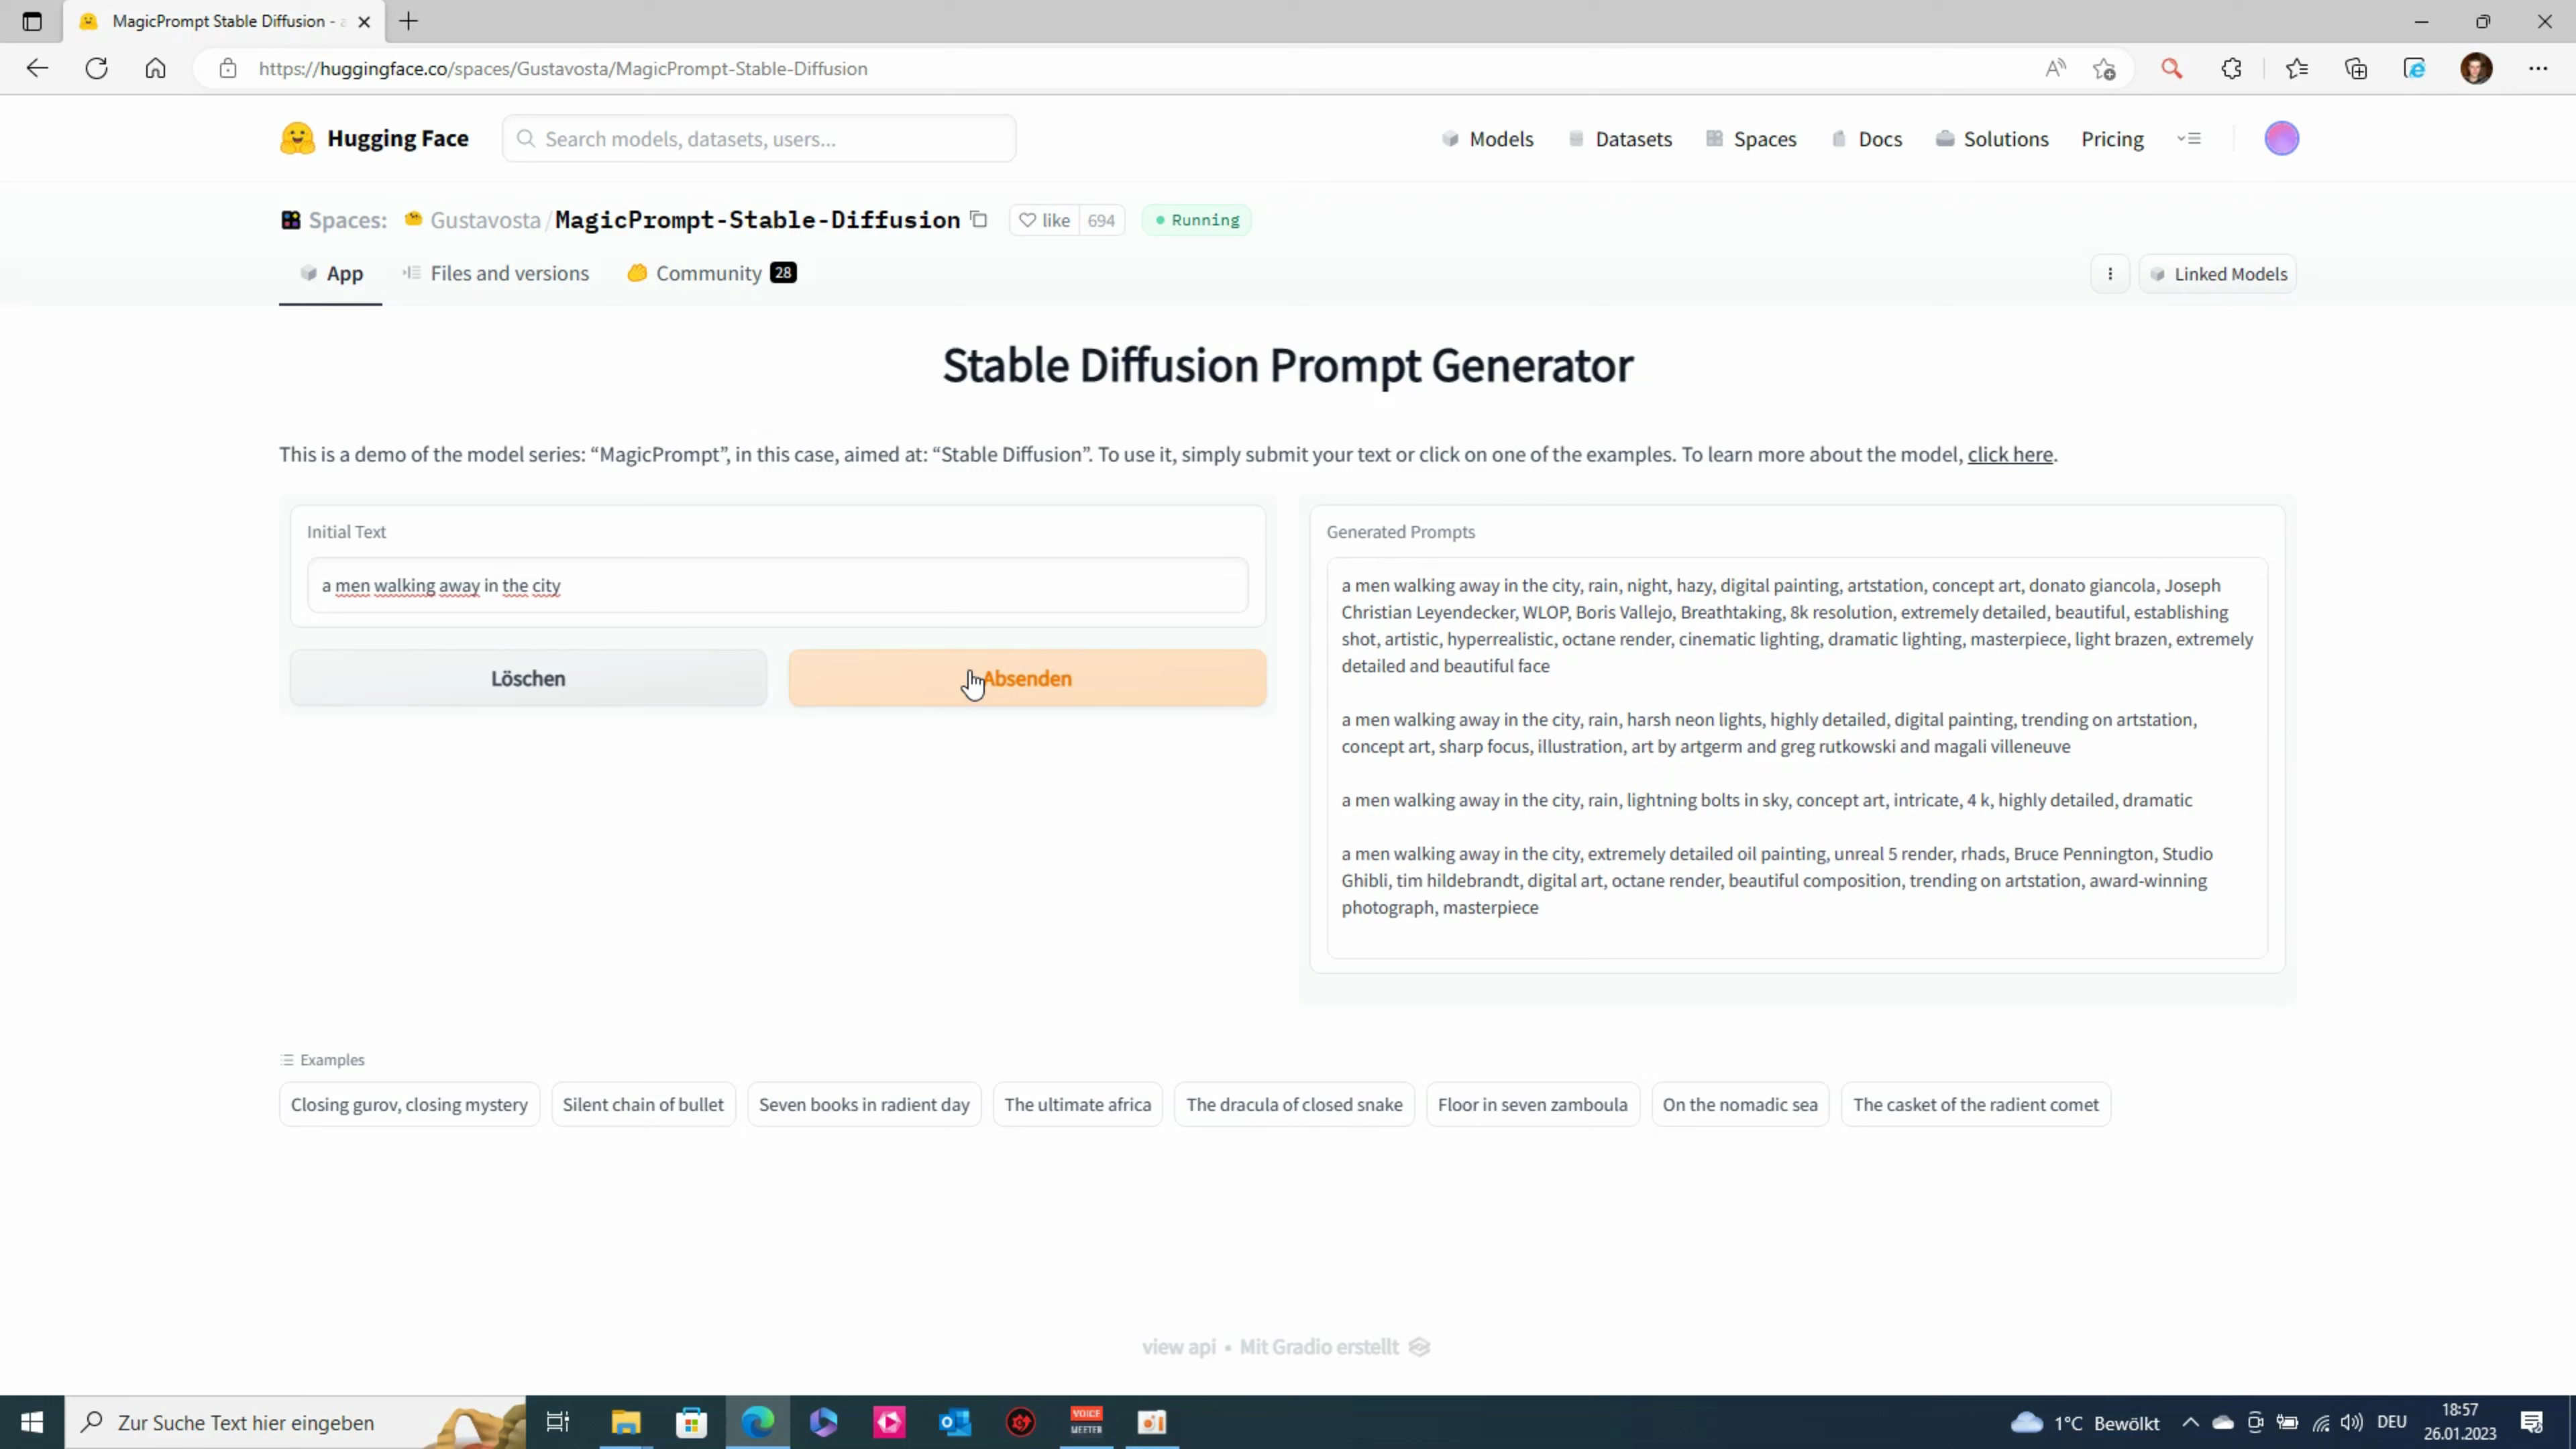 MagicPrompt Stable Diffusion - a
https://huggingface.co/spaces/Gustavosta/MagicPrompt-Stable-Diffusion
Hugging Face
Search models, datasets, users...
Models
Datasets
Spaces
Docs
Solutions
Pricing
Spaces:
Gustavosta/MagicPrompt-Stable-Diffusion
like 694
Running
App
Files and versions
Community 28
Linked Models
Stable Diffusion Prompt Generator
This is a demo of the model series: “MagicPrompt”, in this case, aimed at: “Stable Diffusion”. To use it, simply submit your text or click on one of the examples. To learn more about the model, click here.
Initial Text
a men walking away in the city
Löschen
Absenden
Generated Prompts
a men walking away in the city, rain, night, hazy, digital painting, artstation, concept art, donato giancola, Joseph
Christian Leyendecker, WLOP, Boris Vallejo, Breathtaking, 8k resolution, extremely detailed, beautiful, establishing
shot, artistic, hyperrealistic, octane render, cinematic lighting, dramatic lighting, masterpiece, light brazen, extremely
detailed and beautiful face
a men walking away in the city, rain, harsh neon lights, highly detailed, digital painting, trending on artstation,
concept art, sharp focus, illustration, art by artgerm and greg rutkowski and magali villeneuve
a men walking away in the city, rain, lightning bolts in sky, concept art, intricate, 4 k, highly detailed, dramatic
a men walking away in the city, extremely detailed oil painting, unreal 5 render, rhads, Bruce Pennington, Studio
Ghibli, tim hildebrandt, digital art, octane render, beautiful composition, trending on artstation, award-winning
photograph, masterpiece
Examples
Closing gurov, closing mystery
Silent chain of bullet
Seven books in radient day
The ultimate africa
The dracula of closed snake
Floor in seven zamboula
On the nomadic sea
The casket of the radient comet
view api • Mit Gradio erstellt
Zur Suche Text hier eingeben
VOICE
MEETER
1°C Bewölkt
DEU
18:57
26.01.2023